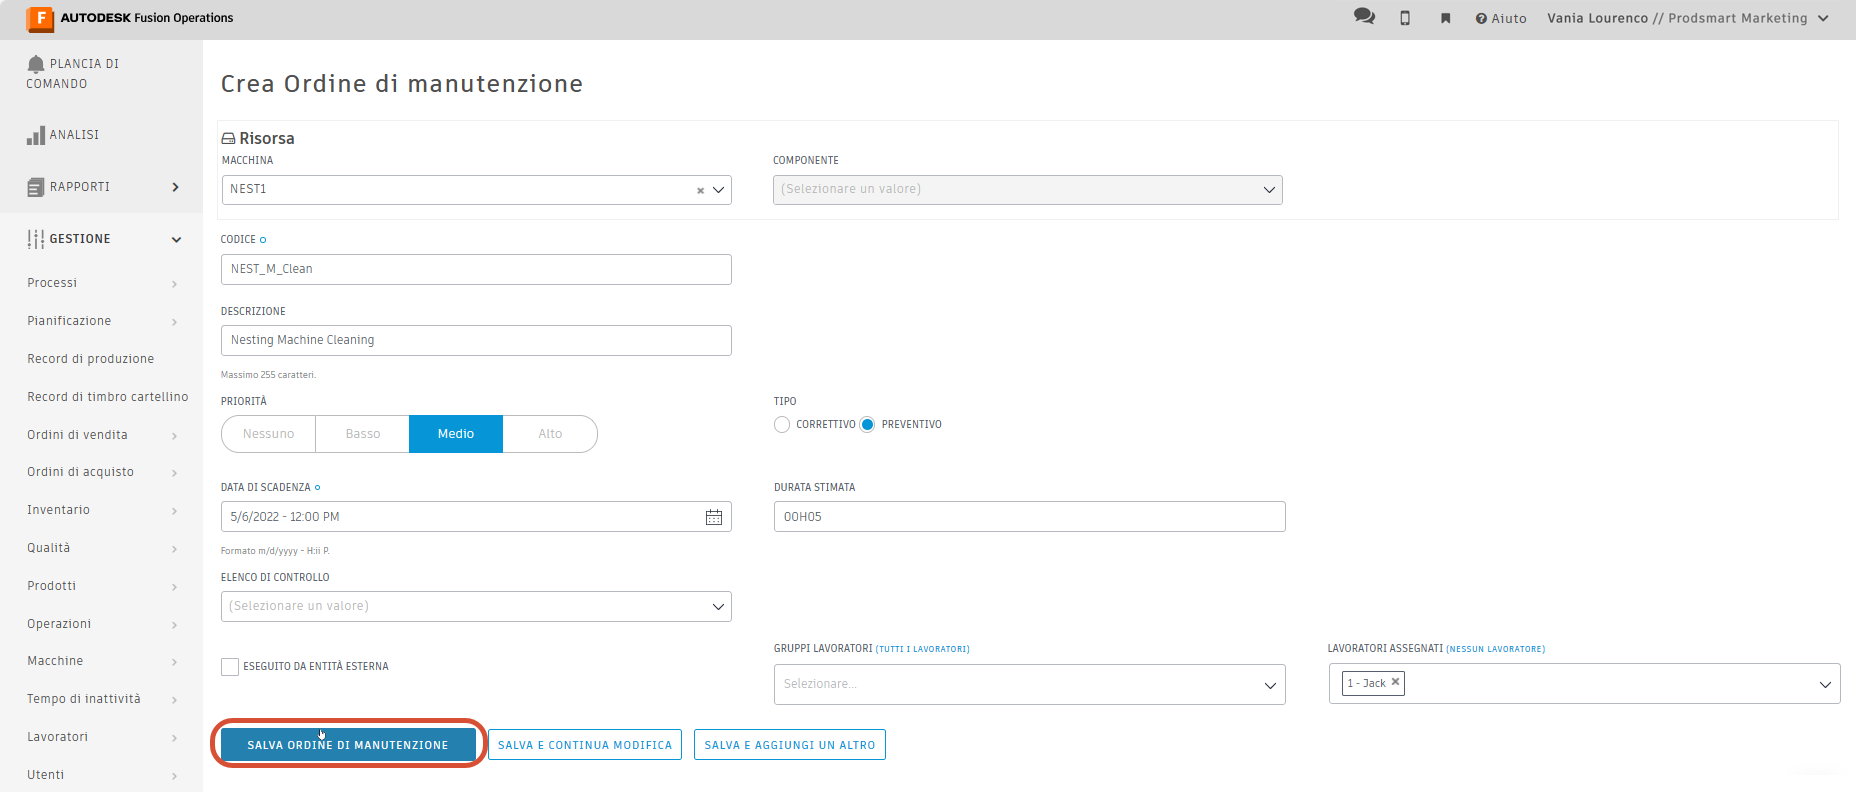 AUTODESK Fusion Operations
Aiuto
Vania Lourenco // Prodsmart Marketing
PLANCIA DI
COMANDO
ANALISI
RAPPORTI
GESTIONE
Processi
Pianificazione
Record di produzione
Record di timbro cartellino
Ordini di vendita
Ordini di acquisto
Inventario
Qualità
Prodotti
Operazioni
Macchine
Tempo di inattività
Lavoratori
Utenti
Crea Ordine di manutenzione
Risorsa
MACCHINA
NEST1
COMPONENTE
(Selezionare un valore)
CODICE
NEST_M_Clean
DESCRIZIONE
Nesting Machine Cleaning
Massimo 255 caratteri.
PRIORITÀ
Nessuno Basso Medio Alto
TIPO
CORRETTIVO PREVENTIVO
DATA DI SCADENZA
5/6/2022 - 12:00 PM
Formato m/d/yyyy - H:ii P.
DURATA STIMATA
00H05
ELENCO DI CONTROLLO
(Selezionare un valore)
ESEGUITO DA ENTITÀ ESTERNA
GRUPPI LAVORATORI (TUTTI I LAVORATORI)
Selezionare...
LAVORATORI ASSEGNATI (NESSUN LAVORATORE)
1 - Jack
SALVA ORDINE DI MANUTENZIONE
SALVA E CONTINUA MODIFICA
SALVA E AGGIUNGI UN ALTRO